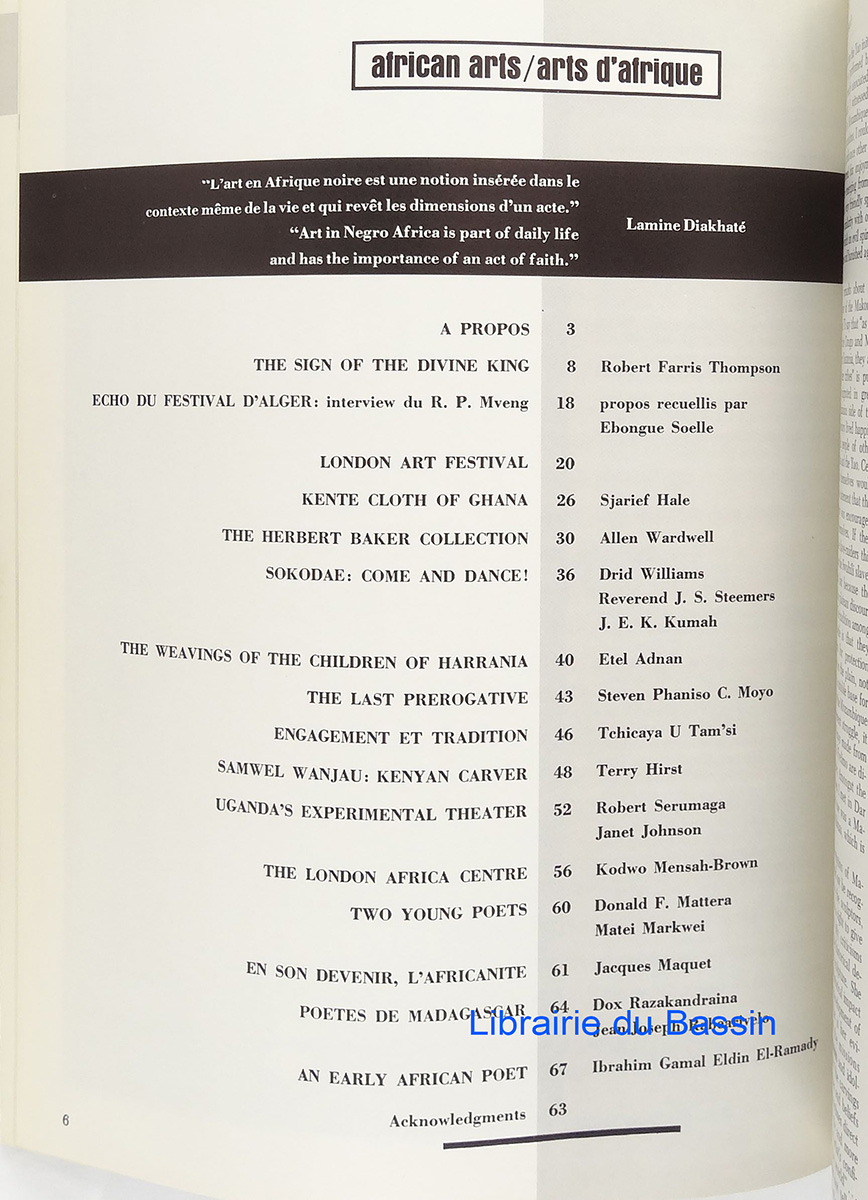 african arts/arts d'afrique
"L'art en Afrique noire est une notion insérée dans le
contexte même de la vie et qui revêt les dimensions d'un acte."
"Art in Negro Africa is part of daily life
and has the importance of an act of faith."
Lamine Diakhaté
A PROPOS 3
THE SIGN OF THE DIVINE KING 8 Robert Farris Thompson
ECHO DU FESTIVAL D'ALGER: interview du R. P. Mveng 18 propos recuellis par
Ebongue Soelle
LONDON ART FESTIVAL 20
KENTE CLOTH OF GHANA 26 Sjarief Hale
THE HERBERT BAKER COLLECTION 30 Allen Wardwell
SOKODAE: COME AND DANCE! 36 Drid Williams
Reverend J. S. Steemers
J. E. K. Kumah
THE WEAVINGS OF THE CHILDREN OF HARRANIA 40 Etel Adnan
THE LAST PREROGATIVE 43 Steven Phaniso C. Moyo
ENGAGEMENT ET TRADITION 46 Tchicaya U Tam'si
SAMWEL WANJAU: KENYAN CARVER 48 Terry Hirst
UGANDA'S EXPERIMENTAL THEATER 52 Robert Serumaga
Janet Johnson
THE LONDON AFRICA CENTRE 56 Kodwo Mensah-Brown
TWO YOUNG POETS 60 Donald F. Mattera
Matei Markwei
EN SON DEVENIR, L'AFRICANITE 61 Jacques Maquet
POETES DE MADAGASCAR 64 Dox Razakandraina
Jean-Joseph Rabearivelo
Librairie du Bassin
AN EARLY AFRICAN POET 67 Ibrahim Gamal Eldin El-Ramady
Acknowledgments 63
6